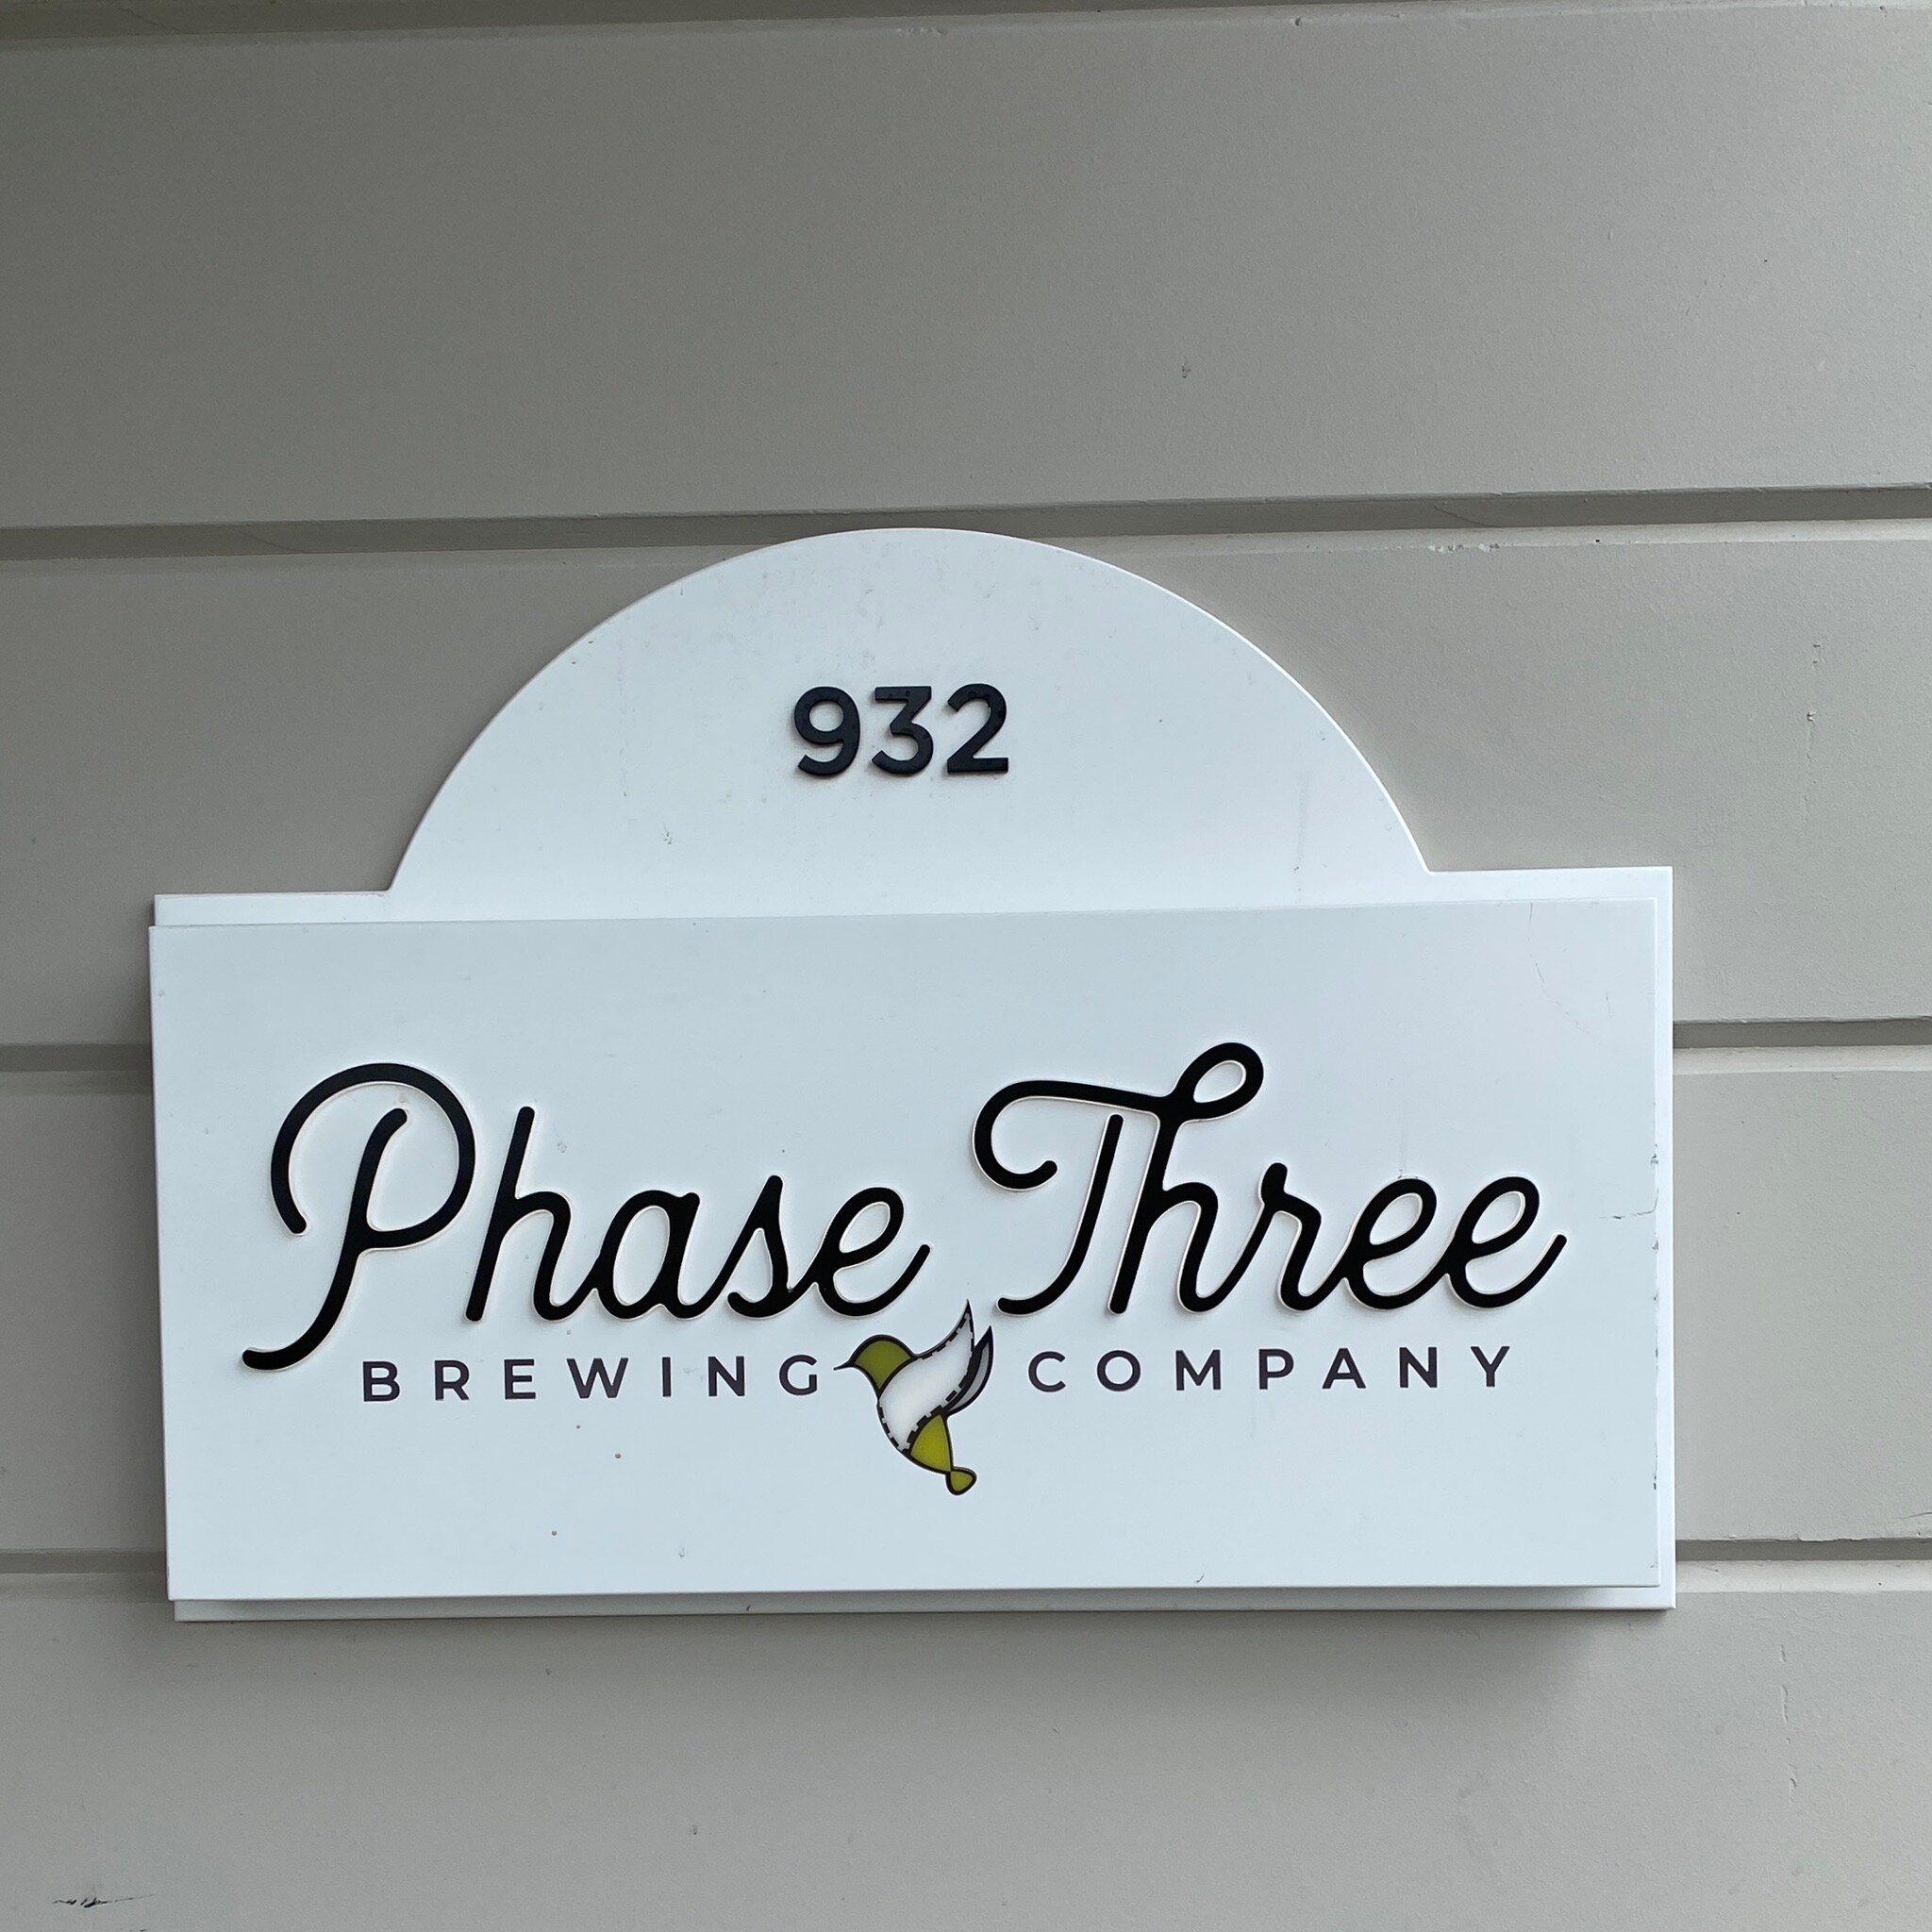 932
Phase Three
BREWING COMPANY